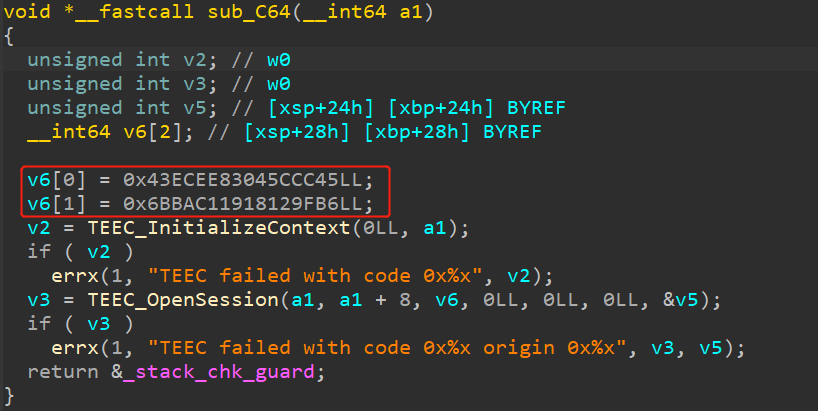 void *__fastcall sub_C64(__int64 a1)
{
  unsigned int v2; // w0
  unsigned int v3; // w0
  unsigned int v5; // [xsp+24h] [xbp+24h] BYREF
  __int64 v6[2]; // [xsp+28h] [xbp+28h] BYREF

  v6[0] = 0x43ECEE83045CCC45LL;
  v6[1] = 0x6BBAC11918129FB6LL;
  v2 = TEEC_InitializeContext(0LL, a1);
  if ( v2 )
    errx(1, "TEEC failed with code 0x%x", v2);
  v3 = TEEC_OpenSession(a1, a1 + 8, v6, 0LL, 0LL, 0LL, &v5);
  if ( v3 )
    errx(1, "TEEC failed with code 0x%x origin 0x%x", v3, v5);
  return &_stack_chk_guard;
}